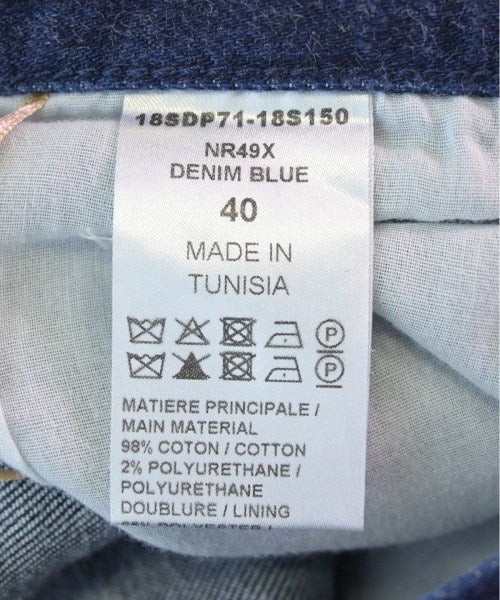 18SDP71-18S150
NR49X
DENIM BLUE
40
MADE IN
TUNISIA
P
P
MATIERE PRINCIPALE /
MAIN MATERIAL
98% COTON / COTTON
2% POLYURETHANE /
POLYURETHANE
DOUBLURE / LINING
POLYESTER /